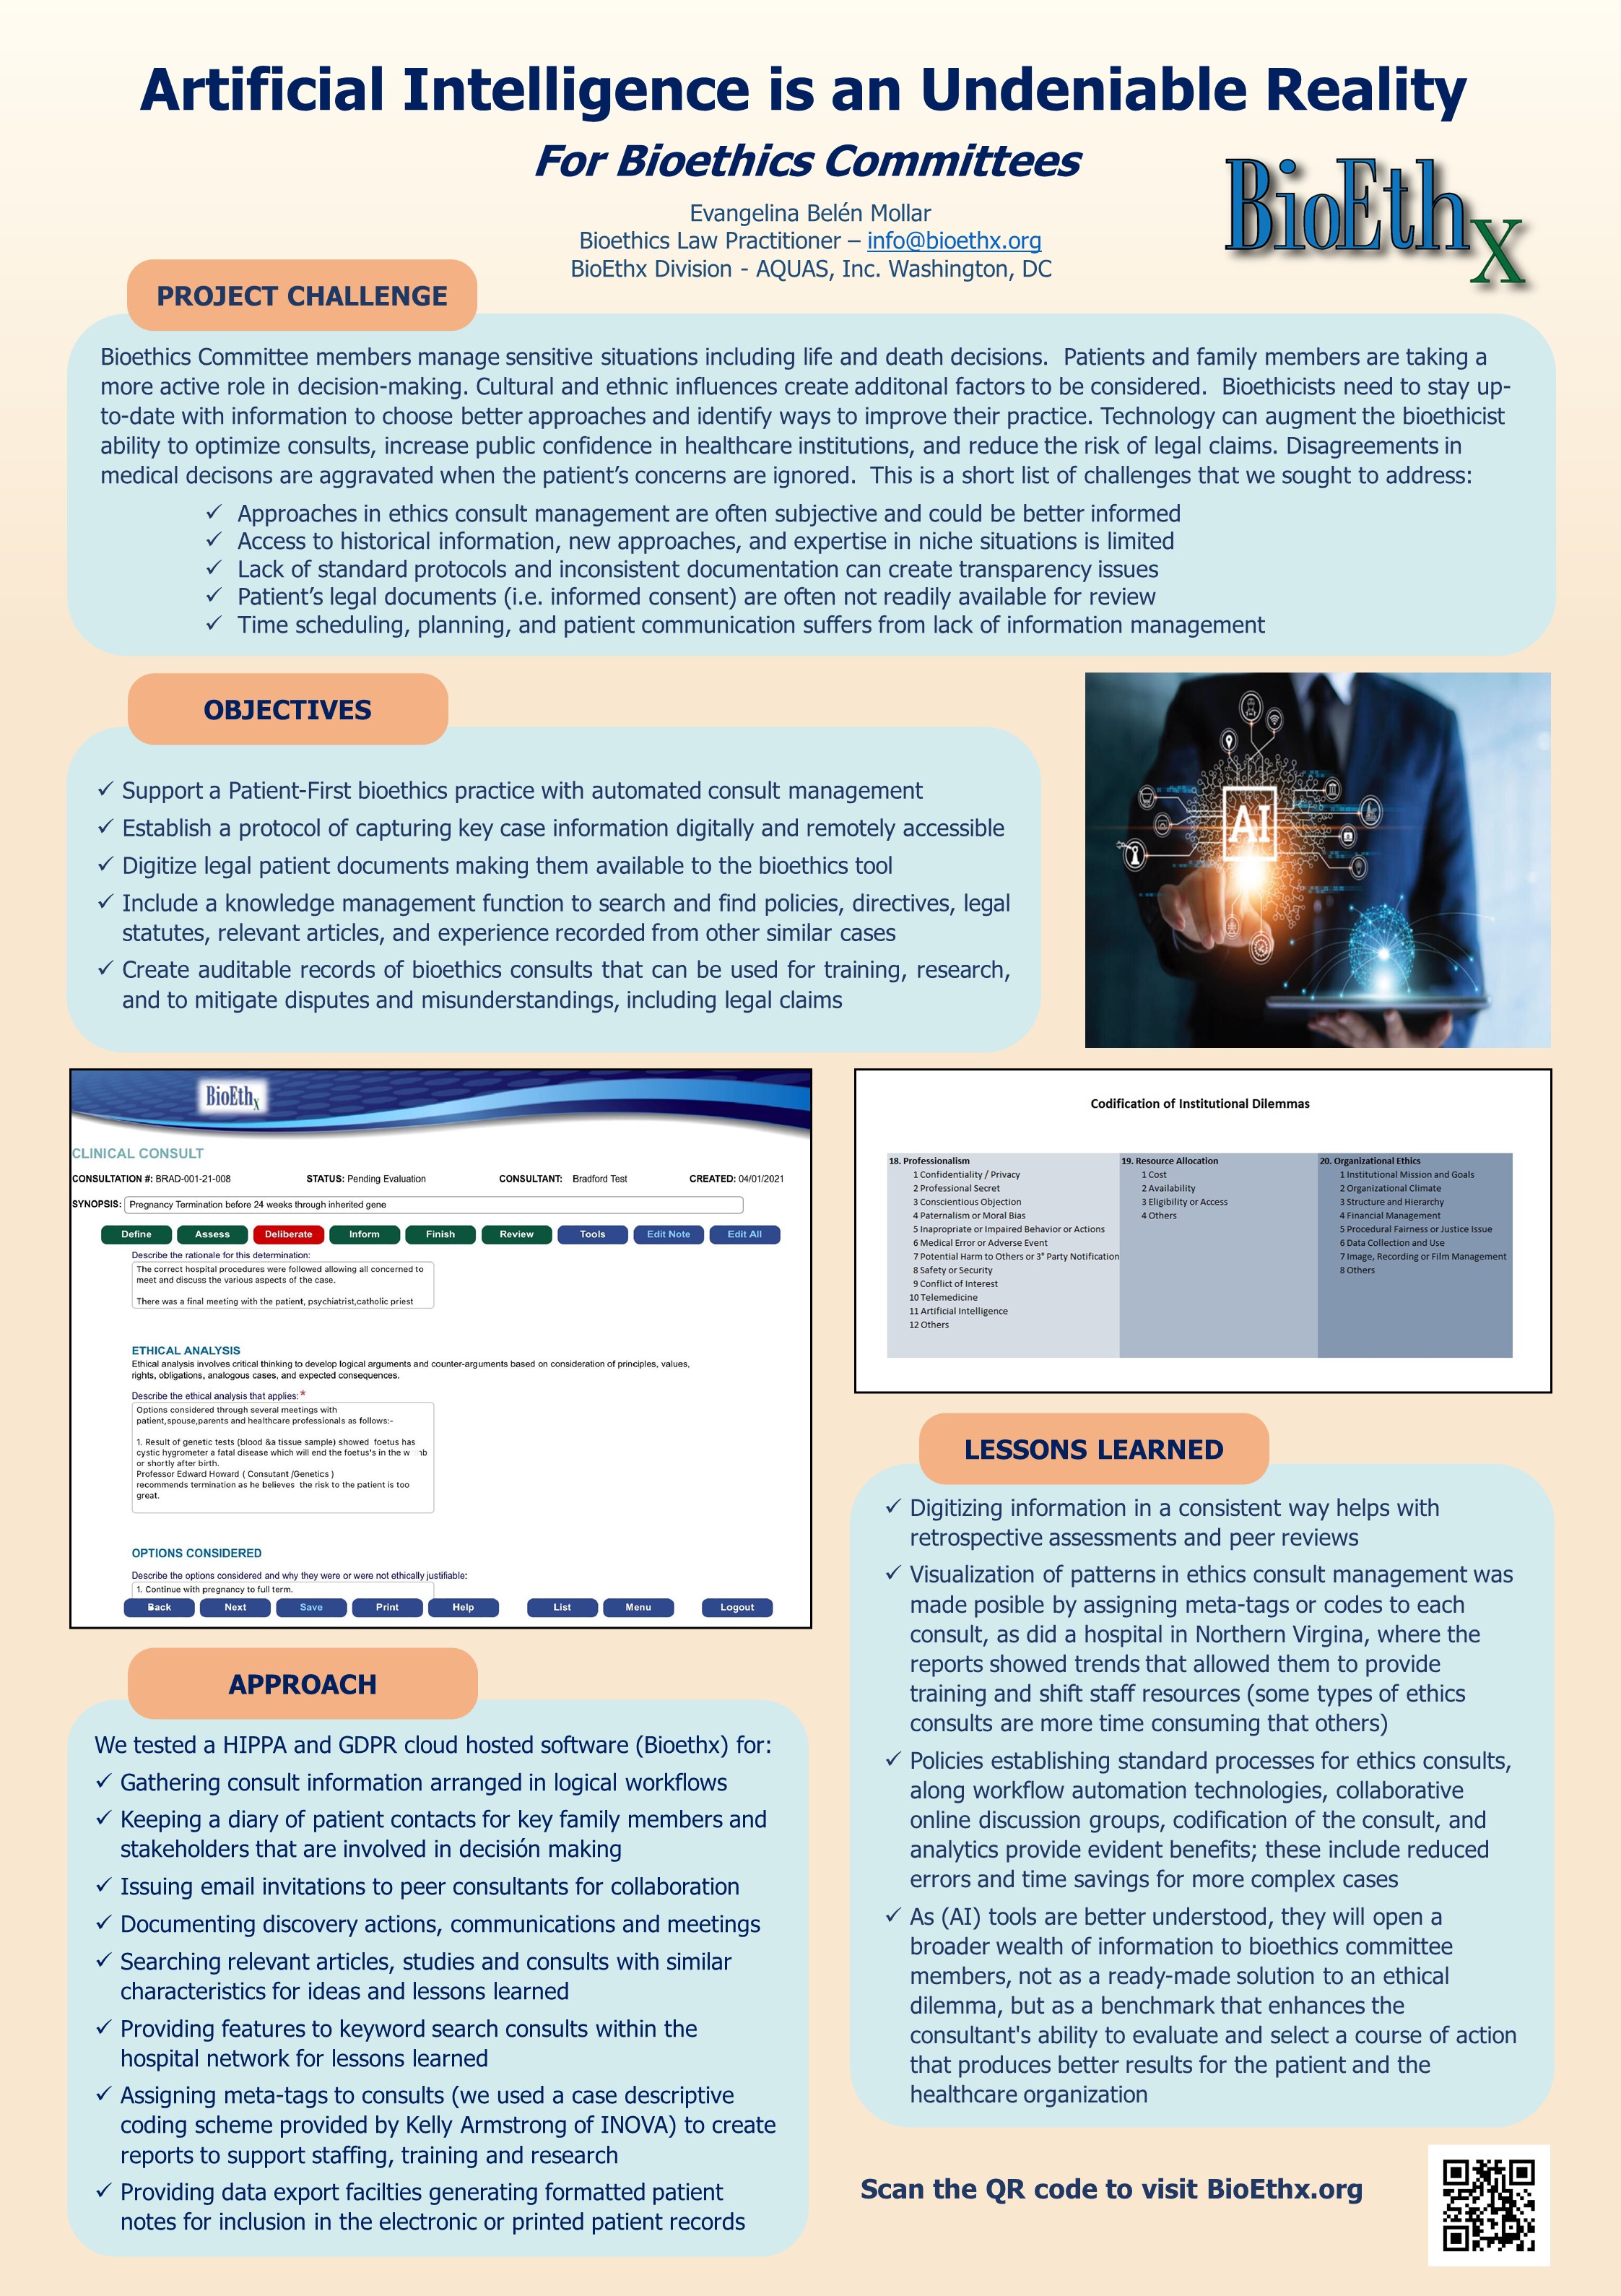 Artificial Intelligence is an Undeniable Reality
For Bioethics Committees
Evangelina Belén Mollar
Bioethics Law Practitioner – info@bioethx.org
BioEthx Division - AQUAS, Inc. Washington, DC
BioEthx
PROJECT CHALLENGE
Bioethics Committee members manage sensitive situations including life and death decisions. Patients and family members are taking a
more active role in decision-making. Cultural and ethnic influences create additonal factors to be considered. Bioethicists need to stay up-
to-date with information to choose better approaches and identify ways to improve their practice. Technology can augment the bioethicist
ability to optimize consults, increase public confidence in healthcare institutions, and reduce the risk of legal claims. Disagreements in
medical decisons are aggravated when the patient’s concerns are ignored. This is a short list of challenges that we sought to address:
✓ Approaches in ethics consult management are often subjective and could be better informed
✓ Access to historical information, new approaches, and expertise in niche situations is limited
✓ Lack of standard protocols and inconsistent documentation can create transparency issues
✓ Patient’s legal documents (i.e. informed consent) are often not readily available for review
✓ Time scheduling, planning, and patient communication suffers from lack of information management
OBJECTIVES
✓ Support a Patient-First bioethics practice with automated consult management
✓ Establish a protocol of capturing key case information digitally and remotely accessible
✓ Digitize legal patient documents making them available to the bioethics tool
✓ Include a knowledge management function to search and find policies, directives, legal
statutes, relevant articles, and experience recorded from other similar cases
✓ Create auditable records of bioethics consults that can be used for training, research,
and to mitigate disputes and misunderstandings, including legal claims
AI
BioEthx
CLINICAL CONSULT
CONSULTATION #: BRAD-001-21-008 STATUS: Pending Evaluation CONSULTANT: Bradford Test CREATED: 04/01/2021
SYNOPSIS: Pregnancy Termination before 24 weeks through inherited gene
Define Assess Deliberate Inform Finish Review Tools Edit Note Edit All
Describe the rationale for this determination:
The correct hospital procedures were followed allowing all concerned to
meet and discuss the various aspects of the case.
There was a final meeting with the patient, psychiatrist,catholic priest
ETHICAL ANALYSIS
Ethical analysis involves critical thinking to develop logical arguments and counter-arguments based on consideration of principles, values,
rights, obligations, analogous cases, and expected consequences.
Describe the ethical analysis that applies: *
Options considered through several meetings with
patient,spouse,parents and healthcare professionals as follows:-
1. Result of genetic tests (blood &a tissue sample) showed foetus has
cystic hygrometer a fatal disease which will end the foetus's in the w nb
or shortly after birth.
Professor Edward Howard ( Consutant /Genetics )
recommends termination as he believes the risk to the patient is too
great.
OPTIONS CONSIDERED
Describe the options considered and why they were or were not ethically justifiable:
1. Continue with pregnancy to full term.
Back Next Save Print Help List Menu Logout
Codification of Institutional Dilemmas
18. Professionalism
1 Confidentiality / Privacy
2 Professional Secret
3 Conscientious Objection
4 Paternalism or Moral Bias
5 Inapropriate or Impaired Behavior or Actions
6 Medical Error or Adverse Event
7 Potential Harm to Others or 3° Party Notification
8 Safety or Security
9 Conflict of Interest
10 Telemedicine
11 Artificial Intelligence
12 Others
19. Resource Allocation
1 Cost
2 Availability
3 Eligibility or Access
4 Others
20. Organizational Ethics
1 Institutional Mission and Goals
2 Organizational Climate
3 Structure and Hierarchy
4 Financial Management
5 Procedural Fairness or Justice Issue
6 Data Collection and Use
7 Image, Recording or Film Management
8 Others
APPROACH
We tested a HIPPA and GDPR cloud hosted software (Bioethx) for:
✓ Gathering consult information arranged in logical workflows
✓ Keeping a diary of patient contacts for key family members and
stakeholders that are involved in decisión making
✓ Issuing email invitations to peer consultants for collaboration
✓ Documenting discovery actions, communications and meetings
✓ Searching relevant articles, studies and consults with similar
characteristics for ideas and lessons learned
✓ Providing features to keyword search consults within the
hospital network for lessons learned
✓ Assigning meta-tags to consults (we used a case descriptive
coding scheme provided by Kelly Armstrong of INOVA) to create
reports to support staffing, training and research
✓ Providing data export facilties generating formatted patient
notes for inclusion in the electronic or printed patient records
LESSONS LEARNED
✓ Digitizing information in a consistent way helps with
retrospective assessments and peer reviews
✓ Visualization of patterns in ethics consult management was
made posible by assigning meta-tags or codes to each
consult, as did a hospital in Northern Virgina, where the
reports showed trends that allowed them to provide
training and shift staff resources (some types of ethics
consults are more time consuming that others)
✓ Policies establishing standard processes for ethics consults,
along workflow automation technologies, collaborative
online discussion groups, codification of the consult, and
analytics provide evident benefits; these include reduced
errors and time savings for more complex cases
✓ As (AI) tools are better understood, they will open a
broader wealth of information to bioethics committee
members, not as a ready-made solution to an ethical
dilemma, but as a benchmark that enhances the
consultant's ability to evaluate and select a course of action
that produces better results for the patient and the
healthcare organization
Scan the QR code to visit BioEthx.org